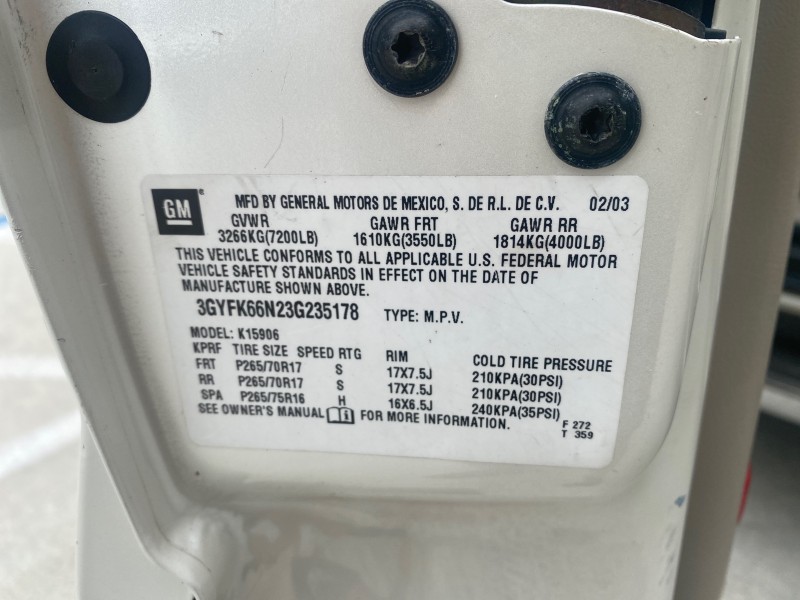 GM MFD BY GENERAL MOTORS DE MEXICO, S. DE R.L. DE C.V. 02/03
GVWR GAWR FRT GAWR RR
3266KG(7200LB) 1610KG(3550LB) 1814KG(4000LB)
THIS VEHICLE CONFORMS TO ALL APPLICABLE U.S. FEDERAL MOTOR
VEHICLE SAFETY STANDARDS IN EFFECT ON THE DATE OF
MANUFACTURE SHOWN ABOVE.
3GYFK66N23G235178 TYPE: M.P.V.
MODEL: K15906
KPRF TIRE SIZE SPEED RTG RIM COLD TIRE PRESSURE
FRT P265/70R17 S 17X7.5J 210KPA(30PSI)
RR P265/70R17 S 17X7.5J 210KPA(30PSI)
SPA P265/75R16 H 16X6.5J 240KPA(35PSI)
SEE OWNER'S MANUAL i FOR MORE INFORMATION.
F 272
T 359